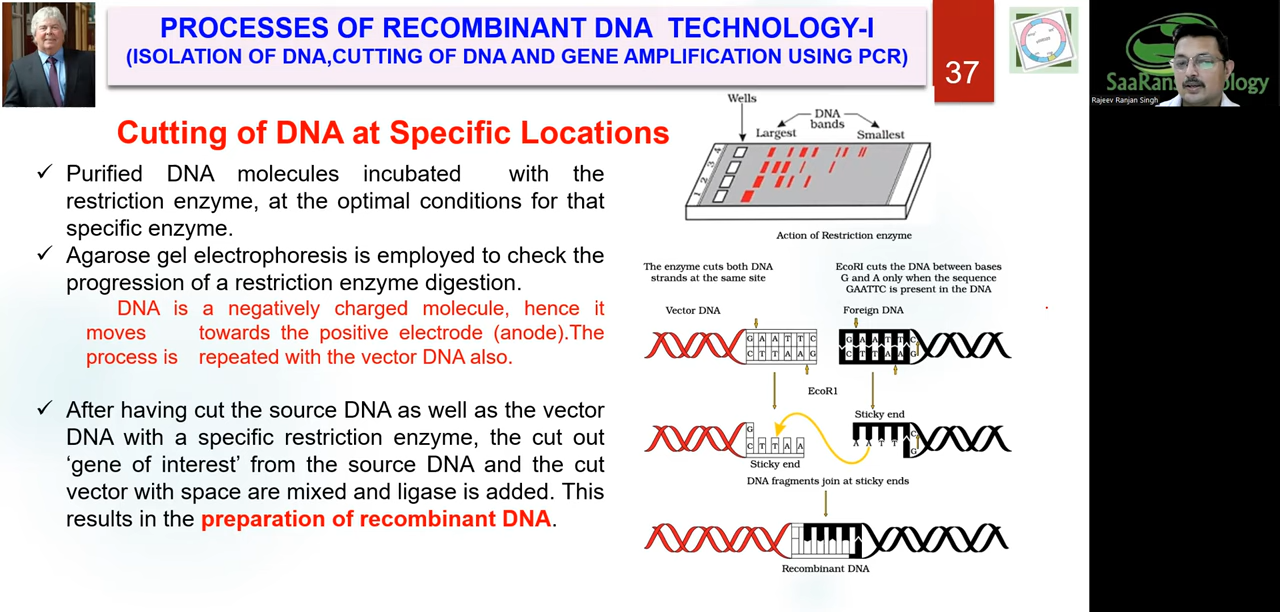 PROCESSES OF RECOMBINANT DNA TECHNOLOGY-I
(ISOLATION OF DNA,CUTTING OF DNA AND GENE AMPLIFICATION USING PCR)
37
Rajeev Ranjan Singh
Cutting of DNA at Specific Locations
✓ Purified DNA molecules incubated with the
restriction enzyme, at the optimal conditions for that
specific enzyme.
✓ Agarose gel electrophoresis is employed to check the
progression of a restriction enzyme digestion.
DNA is a negatively charged molecule, hence it
moves towards the positive electrode (anode).The
process is repeated with the vector DNA also.
✓ After having cut the source DNA as well as the vector
DNA with a specific restriction enzyme, the cut out
‘gene of interest’ from the source DNA and the cut
vector with space are mixed and ligase is added. This
results in the preparation of recombinant DNA.
Wells
DNA
bands
Largest
Smallest
4
3
2
1
Action of Restriction enzyme
The enzyme cuts both DNA
strands at the same site
EcoRI cuts the DNA between bases
G and A only when the sequence
GAATTC is present in the DNA
Vector DNA
Foreign DNA
G A A T T C
C T T A A G
G A A T T C
C T T A A G
EcoR1
Sticky end
G
C T T A A
A A T T C
G
Sticky end
DNA fragments join at sticky ends
Recombinant DNA